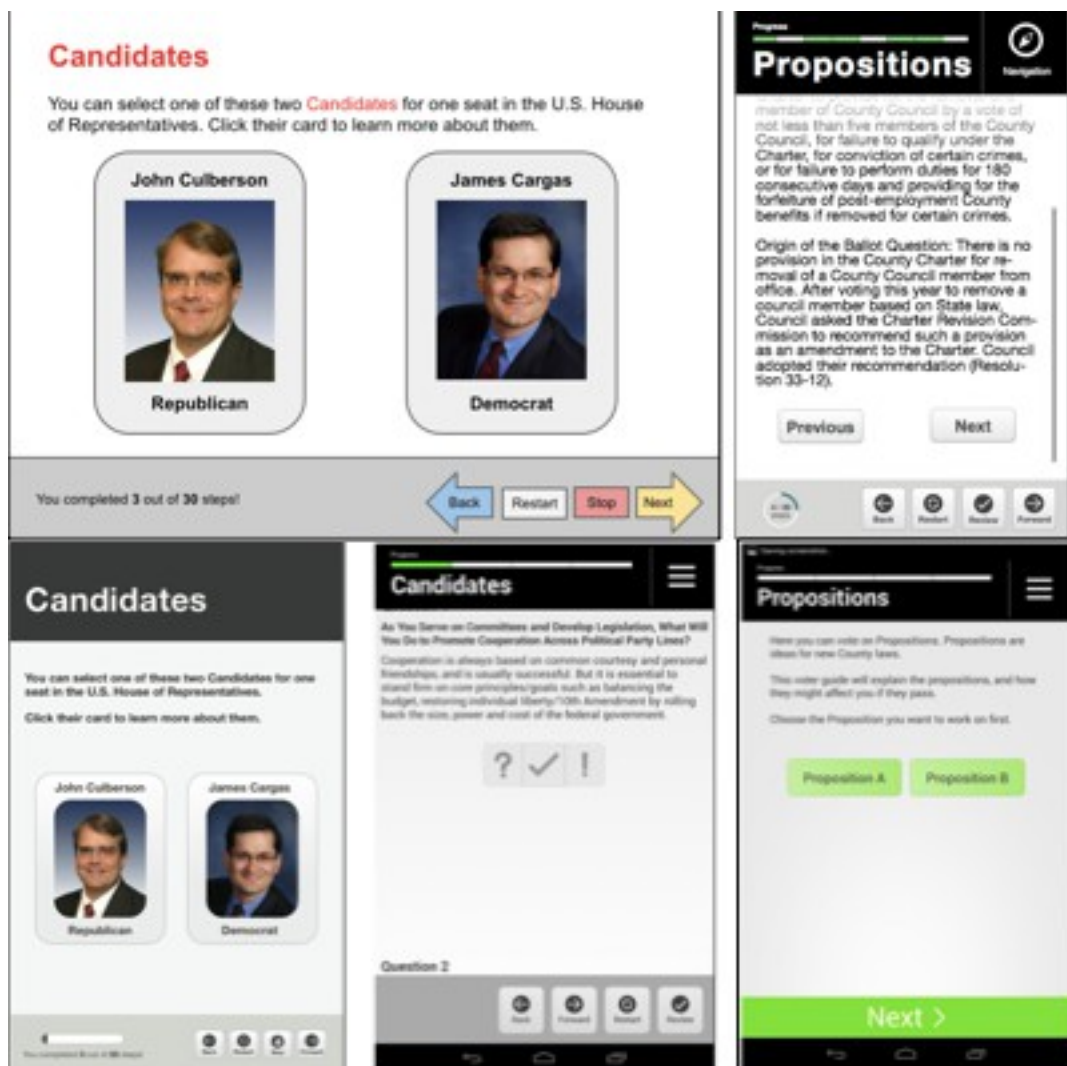 Candidates
You can select one of these two Candidates for one seat in the U.S. House
of Representatives. Click their card to learn more about them.
John Culberson
Republican
James Cargas
Democrat
You completed 3 out of 30 steps!
Back
Restart
Stop
Next
Progress
Propositions
Navigation
member of County Council by a vote of
not less than five members of the County
Council, for failure to qualify under the
Charter, for conviction of certain crimes,
or for failure to perform duties for 180
consecutive days and providing for the
forfeiture of post-employment County
benefits if removed for certain crimes.
Origin of the Ballot Question: There is no
provision in the County Charter for re-
moval of a County Council member from
office. After voting this year to remove a
council member based on State law,
Council asked the Charter Revision Com-
mission to recommend such a provision
as an amendment to the Charter. Council
adopted their recommendation (Resolu-
tion 33-12).
Previous
Next
Back
Restart
Review
Forward
Candidates
You can select one of these two Candidates for one
seat in the U.S. House of Representatives.
Click their card to learn more about them.
John Culberson
Republican
James Cargas
Democrat
Progress
Candidates
As You Serve on Committees and Develop Legislation, What Will
You Do to Promote Cooperation Across Political Party Lines?
Cooperation is always based on common courtesy and personal
friendships, and is usually successful. But it is essential to
stand firm on core principles/goals such as balancing the
budget, restoring individual liberty/10th Amendment by rolling
back the size, power and cost of the federal government.
? !
Question 2
Back
Forward
Restart
Review
Progress
Propositions
Here you can vote on Propositions. Propositions are
ideas for new County laws.
This voter guide will explain the propositions, and how
they might affect you if they pass.
Choose the Proposition you want to work on first.
Proposition A
Proposition B
Next >